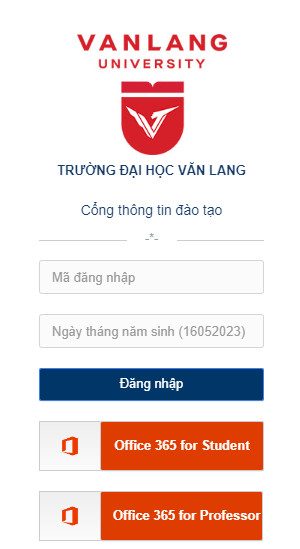 VANLANG
UNIVERSITY
TRƯỜNG ĐẠI HỌC VĂN LANG
Cổng thông tin đào tạo
-*-
Mã đăng nhập
Ngày tháng năm sinh (16052023)
Đăng nhập
Office 365 for Student
Office 365 for Professor